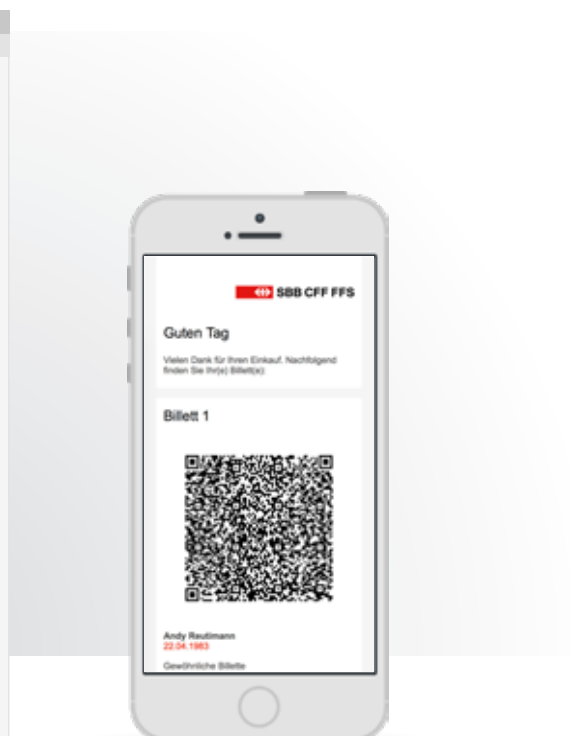 SBB CFF FFS
Guten Tag
Vielen Dank für Ihren Einkauf. Nachfolgend
finden Sie Ihr(e) Billett(e):
Billett 1
Andy Reutimann
22.04.1983
Gewöhnliche Billette